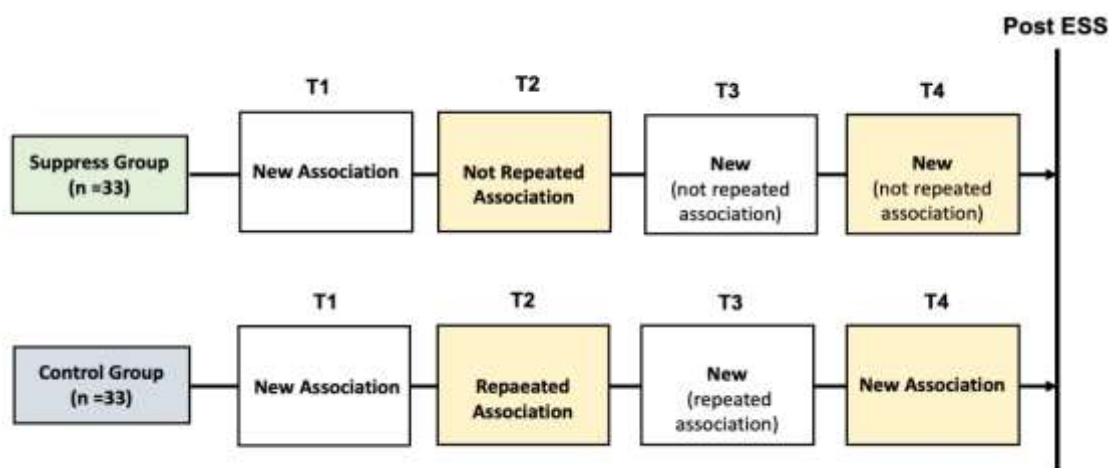 Post ESS
T1
T2
T3
T4
Suppress Group
(n =33)
New Association
Not Repeated
Association
New
(not repeated
association)
New
(not repeated
association)
T1
T2
T3
T4
Control Group
(n =33)
New Association
Repaeated
Association
New
(repeated
association)
New Association